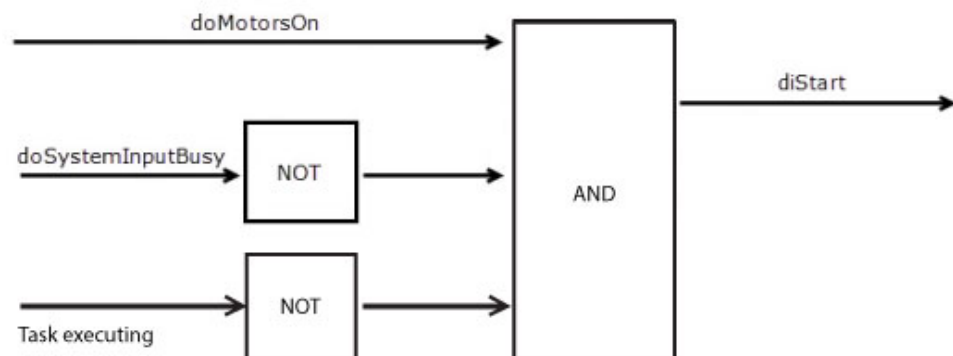 doMotorsOn
diStart
doSystemInputBusy
NOT
AND
NOT
Task executing